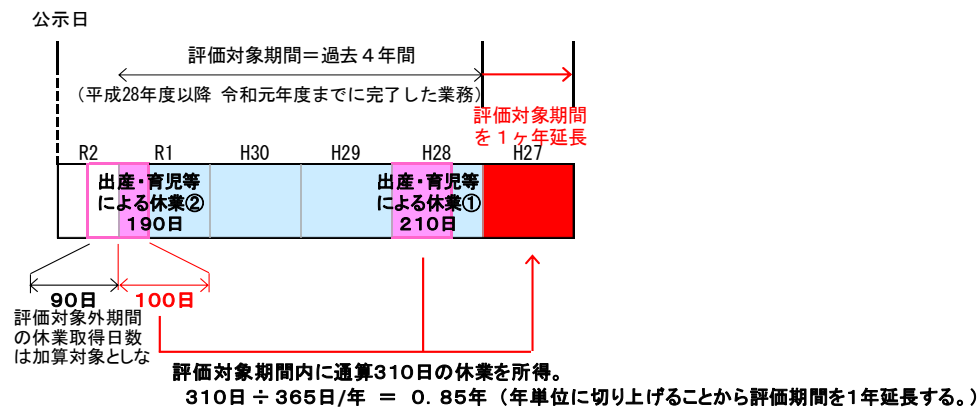 公示日
評価対象期間＝過去４年間
（平成28年度以降 令和元年度までに完了した業務）
評価対象期間
を１ヶ年延長
R2 R1 H30 H29 H28 H27
出産・育児等
による休業②
190日
出産・育児等
による休業①
210日
90日
100日
評価対象外期間
の休業取得日数
は加算対象としな
評価対象期間内に通算310日の休業を所得。
310日÷365日/年 ＝ ０．８５年（年単位に切り上げることから評価期間を1年延長する。）